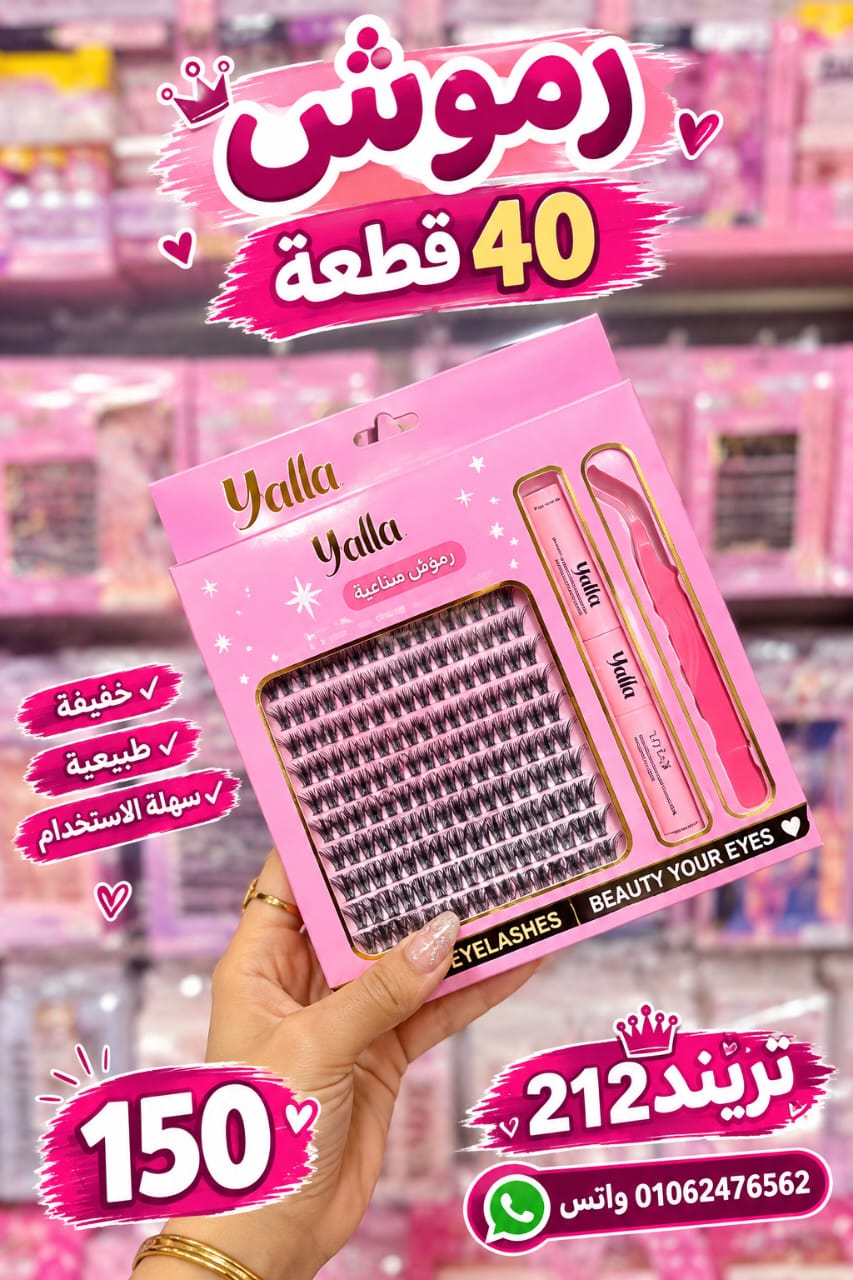 رموش
40 قطعة
Yalla
Yalla
رموش صناعية
Yalla
Yalla
✓ خفيفة
✓ طبيعية
✓ سهلة الاستخدام
EYELASHES | BEAUTY YOUR EYES
150
تريند212
01062476562 واتس